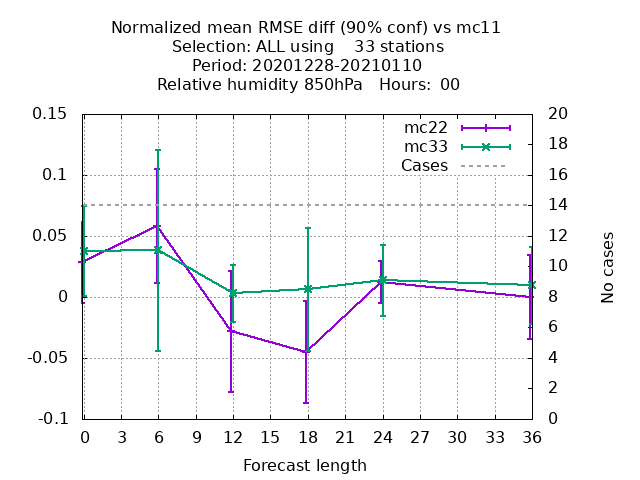 Normalized mean RMSE diff (90% conf) vs mc11
Selection: ALL using    33 stations
Period: 20201228-20210110
Relative humidity 850hPa   Hours:  00
0.15
0.1
0.05
0
-0.05
-0.1
20
18
16
14
12
10
8
6
4
2
0
mc22
mc33
Cases
No cases
0 3 6 9 12 15 18 21 24 27 30 33 36
Forecast length